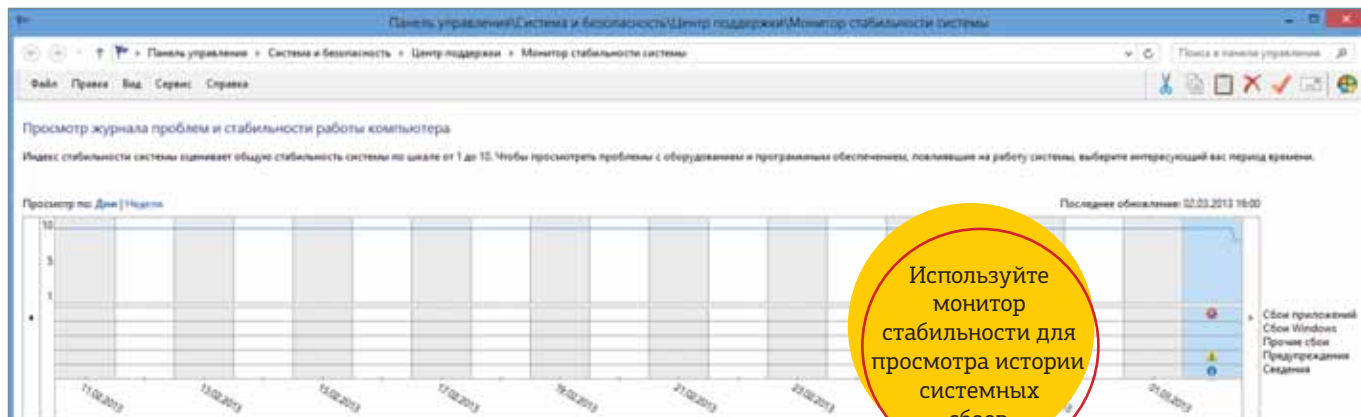 Панель управления\Система и безопасность\Центр поддержки\Монитор стабильности системы
Панель управления Система и безопасность Центр поддержки Монитор стабильности системы
Поиск в панели управления
Файл Правка Вид Сервис Справка
Просмотр журнала проблем и стабильности работы компьютера
Индекс стабильности системы оценивает общую стабильность системы по шкале от 1 до 10. Чтобы просмотреть проблемы с оборудованием и программным обеспечением, повлиявшие на работу системы, выберите интересующий вас период времени.
Просмотр по: Дни | Недели
Последнее обновление: 02.03.2013 16:00
10
5
1
Используйте
монитор
стабильности для
просмотра истории
системных
сбоев
Сбои приложений
Сбои Windows
Прочие сбои
Предупреждения
Сведения
11.02.2013 13.02.2013 15.02.2013 17.02.2013 19.02.2013 21.02.2013 23.02.2013 01.03.2013